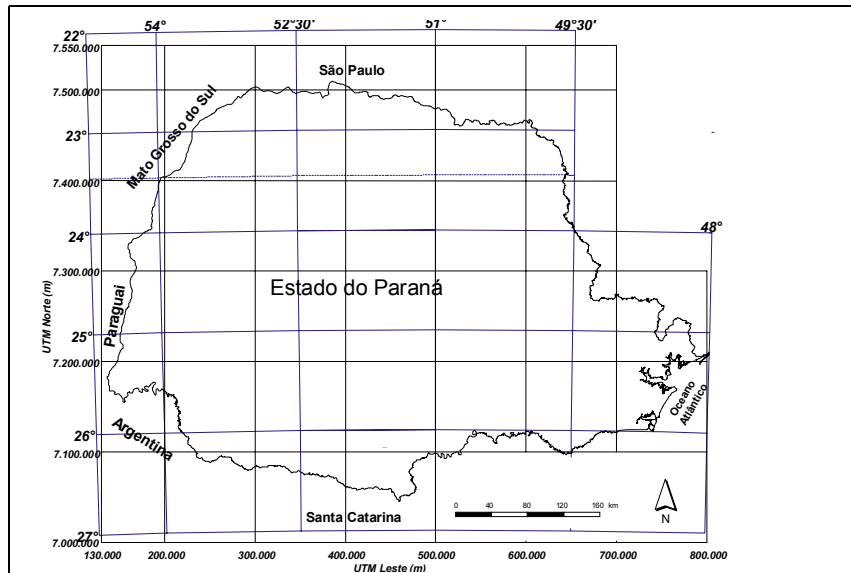 22° 54° 52°30' 51° 49°30'
7.550.000
São Paulo
7.500.000
Mato Grosso do Sul
23°
7.400.000
24° 48°
7.300.000
Estado do Paraná
Paraguai
UTM Norte (m)
25°
7.200.000
Oceano
Atlântico
Argentina
26°
7.100.000
0 40 80 120 160 km
N
Santa Catarina
27°
7.000.000
130.000 200.000 300.000 400.000 500.000 600.000 700.000 800.000
UTM Leste (m)